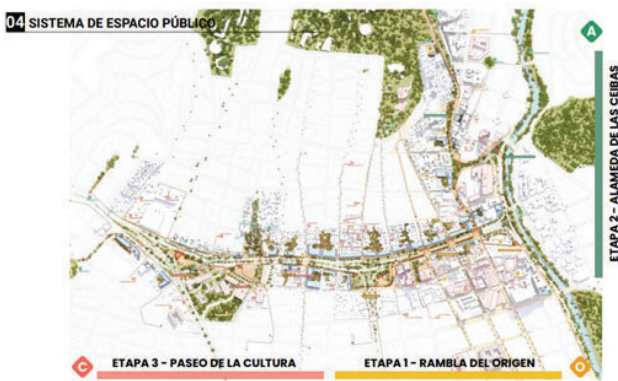 04 SISTEMA DE ESPACIO PÚBLICO
A
ETAPA 2 - ALAMEDA DE LAS CEIBAS
C
ETAPA 3 - PASEO DE LA CULTURA
ETAPA 1 - RAMBLA DEL ORIGEN
O